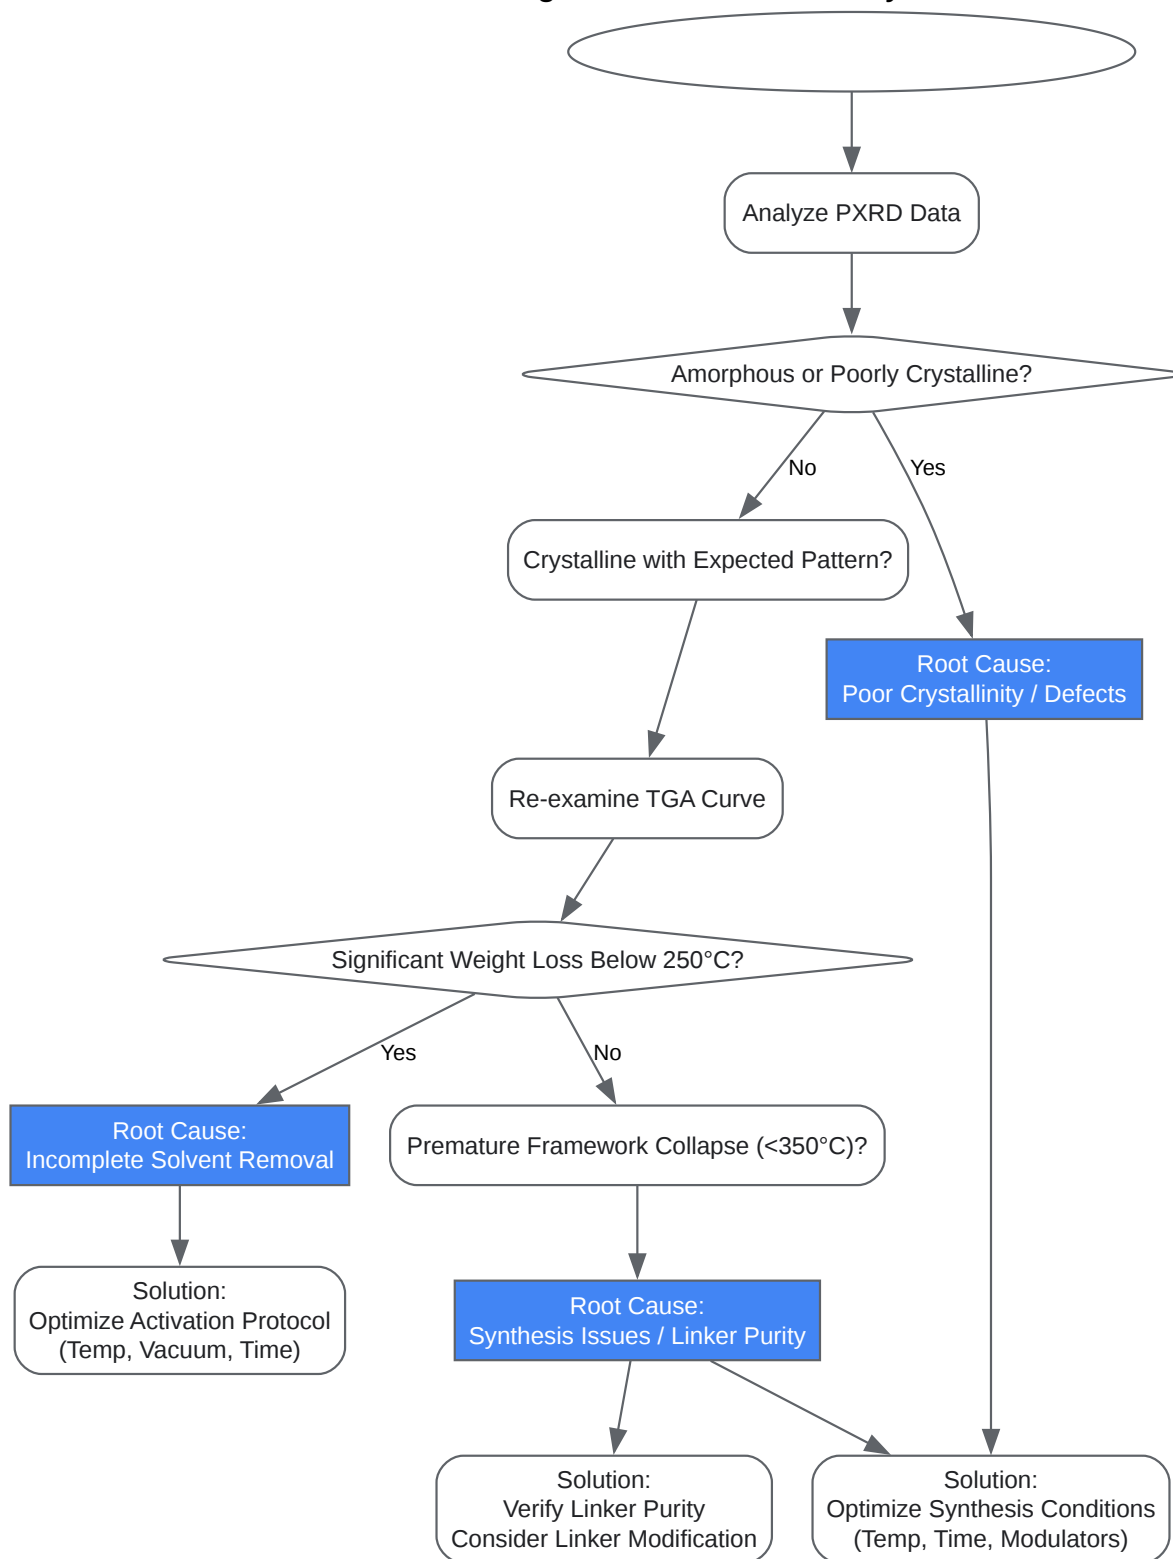 Analyze PXRD Data
Amorphous or Poorly Crystalline?
No
Yes
Crystalline with Expected Pattern?
Root Cause:
Poor Crystallinity / Defects
Re-examine TGA Curve
Significant Weight Loss Below 250°C?
Yes
No
Root Cause:
Incomplete Solvent Removal
Premature Framework Collapse (<350°C)?
Solution:
Optimize Activation Protocol
(Temp, Vacuum, Time)
Root Cause:
Synthesis Issues / Linker Purity
Solution:
Verify Linker Purity
Consider Linker Modification
Solution:
Optimize Synthesis Conditions
(Temp, Time, Modulators)